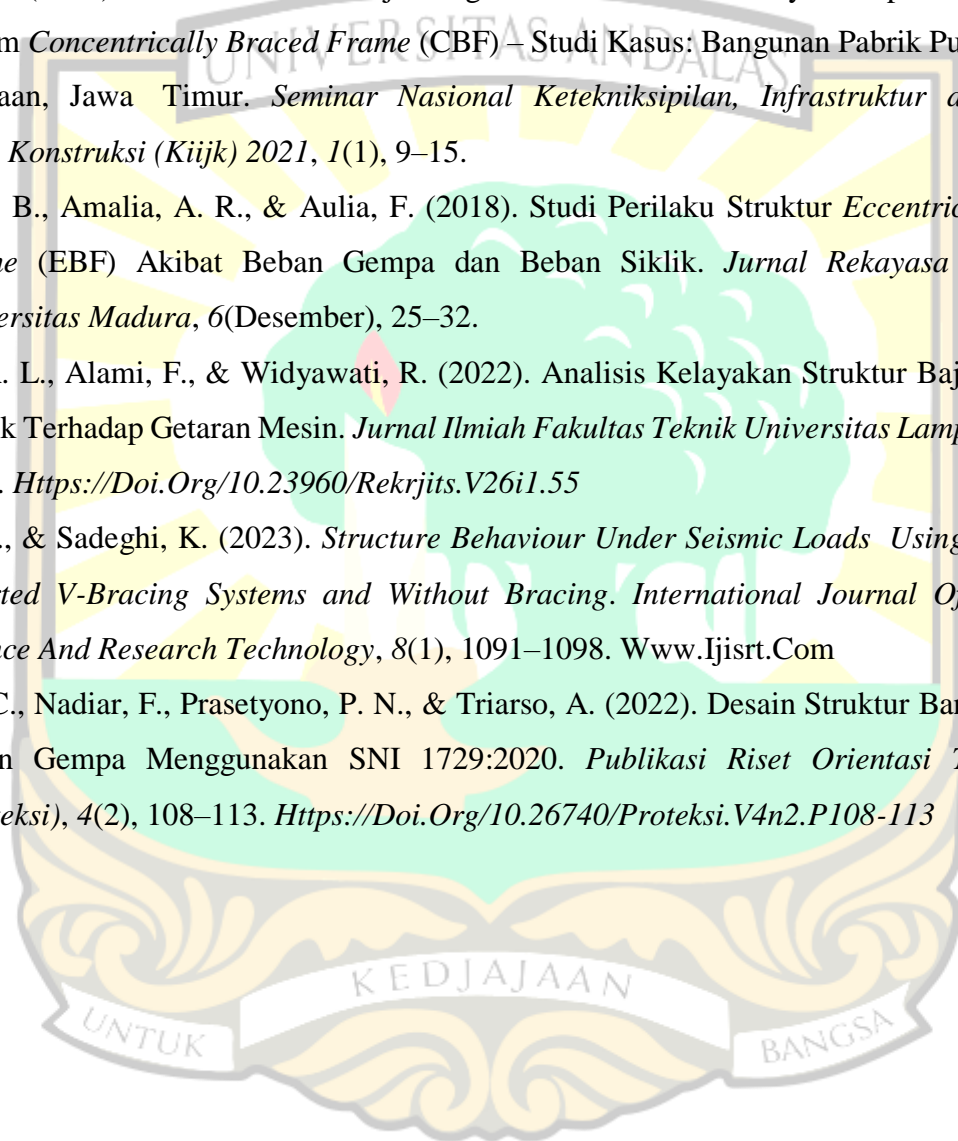 m Concentrically Braced Frame (CBF) – Studi Kasus: Bangunan Pabrik Pu
UNIVERSITAS ANDALAS
aan, Jawa Timur. Seminar Nasional Ketekniksipilan, Infrastruktur
Konstruksi (Kiijk) 2021, 1(1), 9–15.
B., Amalia, A. R., & Aulia, F. (2018). Studi Perilaku Struktur Eccentric
ne (EBF) Akibat Beban Gempa dan Beban Siklik. Jurnal Rekayasa
ersitas Madura, 6(Desember), 25–32.
. L., Alami, F., & Widyawati, R. (2022). Analisis Kelayakan Struktur Baj
k Terhadap Getaran Mesin. Jurnal Ilmiah Fakultas Teknik Universitas Lamp
. Https://Doi.Org/10.23960/Rekrjits.V26i1.55
., & Sadeghi, K. (2023). Structure Behaviour Under Seismic Loads Using
rted V-Bracing Systems and Without Bracing. International Journal Of
nce And Research Technology, 8(1), 1091–1098. Www.Ijisrt.Com
C., Nadiar, F., Prasetyono, P. N., & Triarso, A. (2022). Desain Struktur Ban
n Gempa Menggunakan SNI 1729:2020. Publikasi Riset Orientasi T
eksi), 4(2), 108–113. Https://Doi.Org/10.26740/Proteksi.V4n2.P108-113
KEDJAJAAN
UNTUK
BANGSA